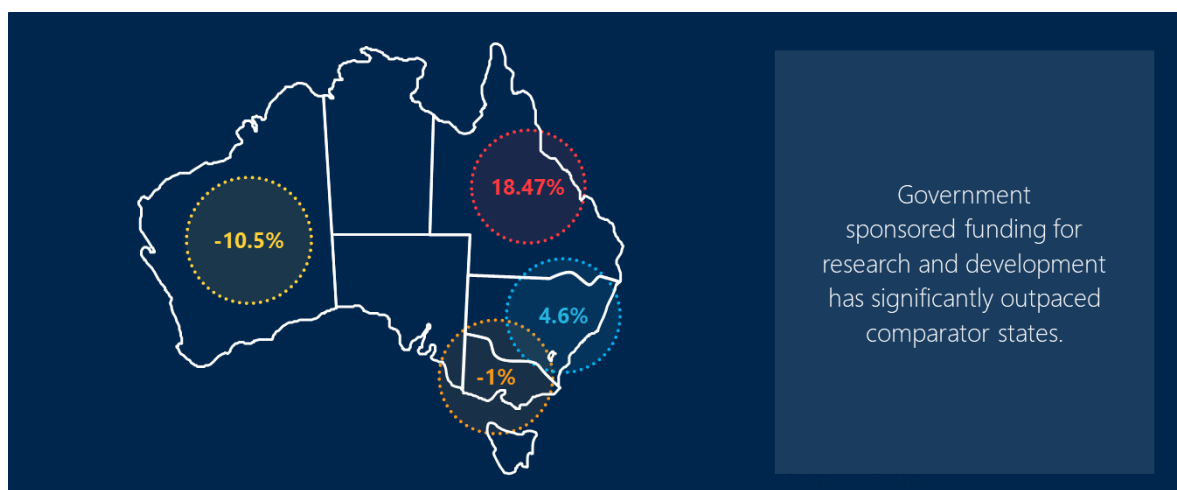 18.47%
-10.5%
4.6%
-1%
Government
sponsored funding for
research and development
has significantly outpaced
comparator states.